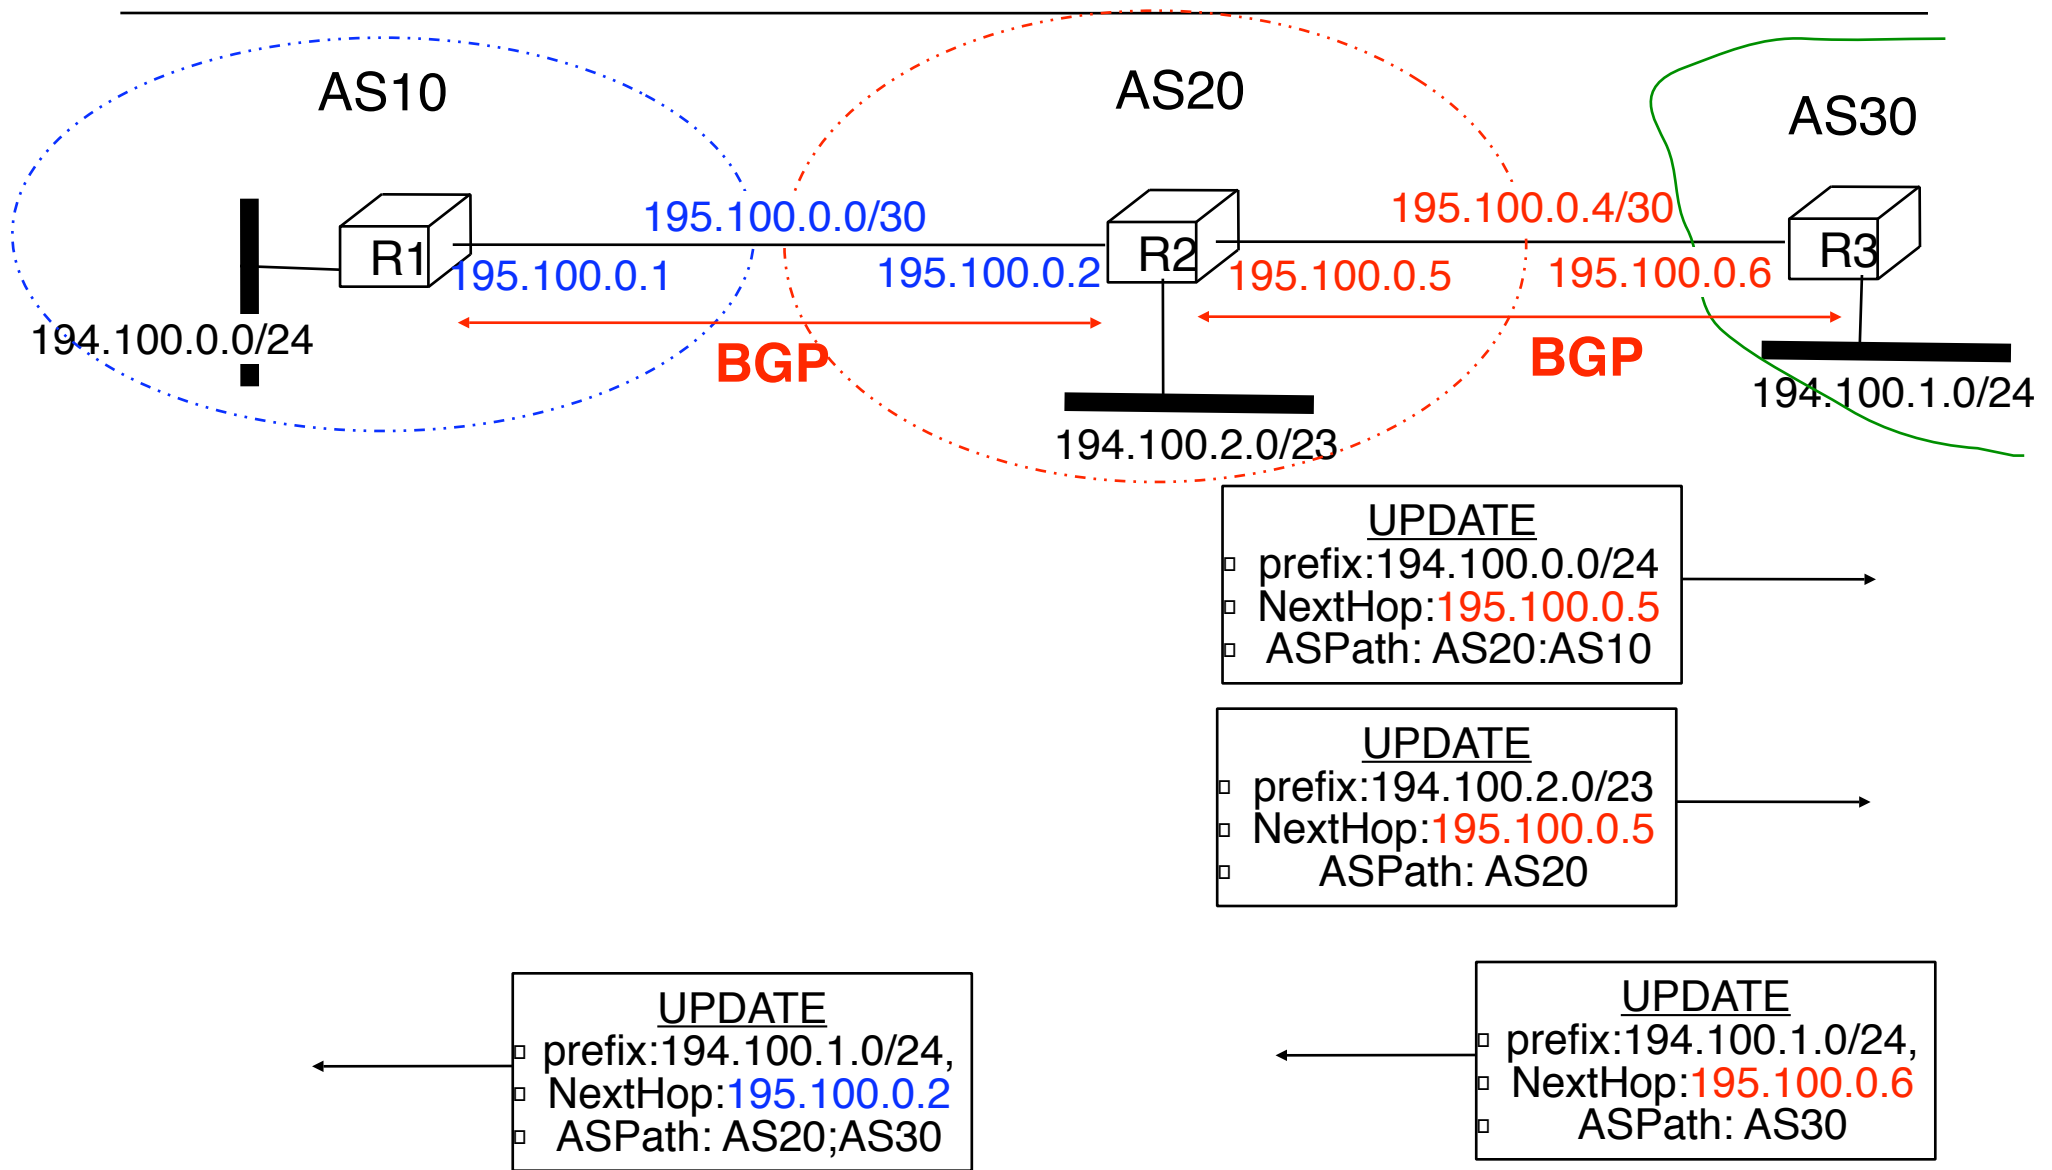 AS10
AS20
AS30
195.100.0.0/30
195.100.0.4/30
R1
R2
R3
195.100.0.1
195.100.0.2
195.100.0.5
195.100.0.6
194.100.0.0/24
BGP
BGP
194.100.1.0/24
194.100.2.0/23
UPDATE
prefix:194.100.0.0/24
NextHop:195.100.0.5
ASPath: AS20:AS10
UPDATE
prefix:194.100.2.0/23
NextHop:195.100.0.5
ASPath: AS20
UPDATE
prefix:194.100.1.0/24,
NextHop:195.100.0.2
ASPath: AS20;AS30
UPDATE
prefix:194.100.1.0/24,
NextHop:195.100.0.6
ASPath: AS30